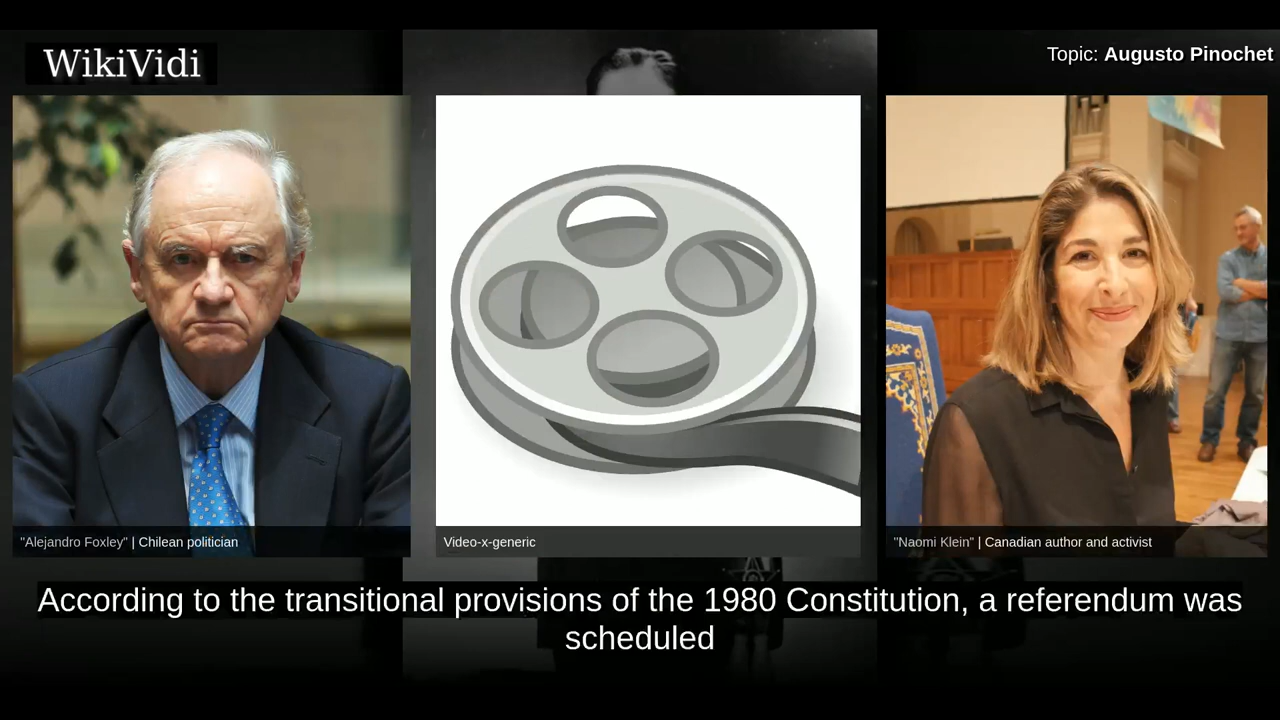 WikiVidi
Topic: Augusto Pinochet
"Alejandro Foxley" | Chilean politician
Video-x-generic
"Naomi Klein" | Canadian author and activist
According to the transitional provisions of the 1980 Constitution, a referendum was
scheduled